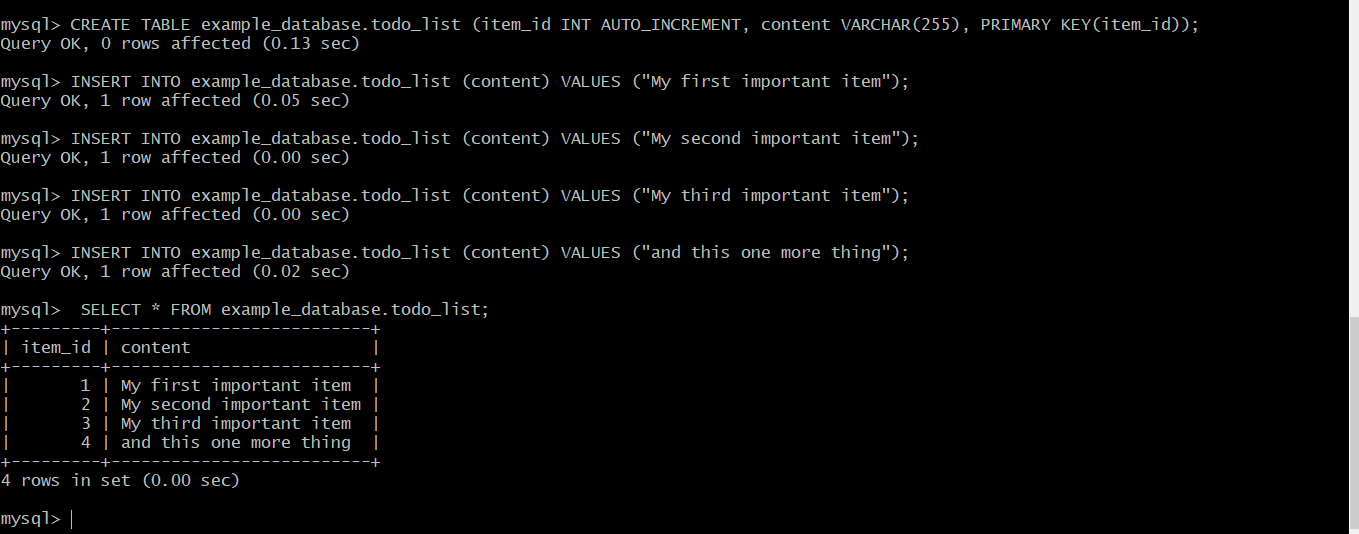 mysql> CREATE TABLE example_database.todo_list (item_id INT AUTO_INCREMENT, content VARCHAR(255), PRIMARY KEY(item_id));
Query OK, 0 rows affected (0.13 sec)
mysql> INSERT INTO example_database.todo_list (content) VALUES ("My first important item");
Query OK, 1 row affected (0.05 sec)
mysql> INSERT INTO example_database.todo_list (content) VALUES ("My second important item");
Query OK, 1 row affected (0.00 sec)
mysql> INSERT INTO example_database.todo_list (content) VALUES ("My third important item");
Query OK, 1 row affected (0.00 sec)
mysql> INSERT INTO example_database.todo_list (content) VALUES ("and this one more thing");
Query OK, 1 row affected (0.02 sec)
mysql>  SELECT * FROM example_database.todo_list;
+---------+--------------------------+
| item_id | content                  |
+---------+--------------------------+
|       1 | My first important item  |
|       2 | My second important item |
|       3 | My third important item  |
|       4 | and this one more thing  |
+---------+--------------------------+
4 rows in set (0.00 sec)
mysql>